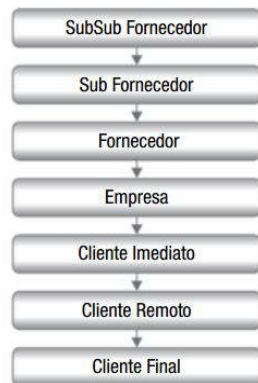 SubSub Fornecedor
Sub Fornecedor
Fornecedor
Empresa
Cliente Imediato
Cliente Remoto
Cliente Final